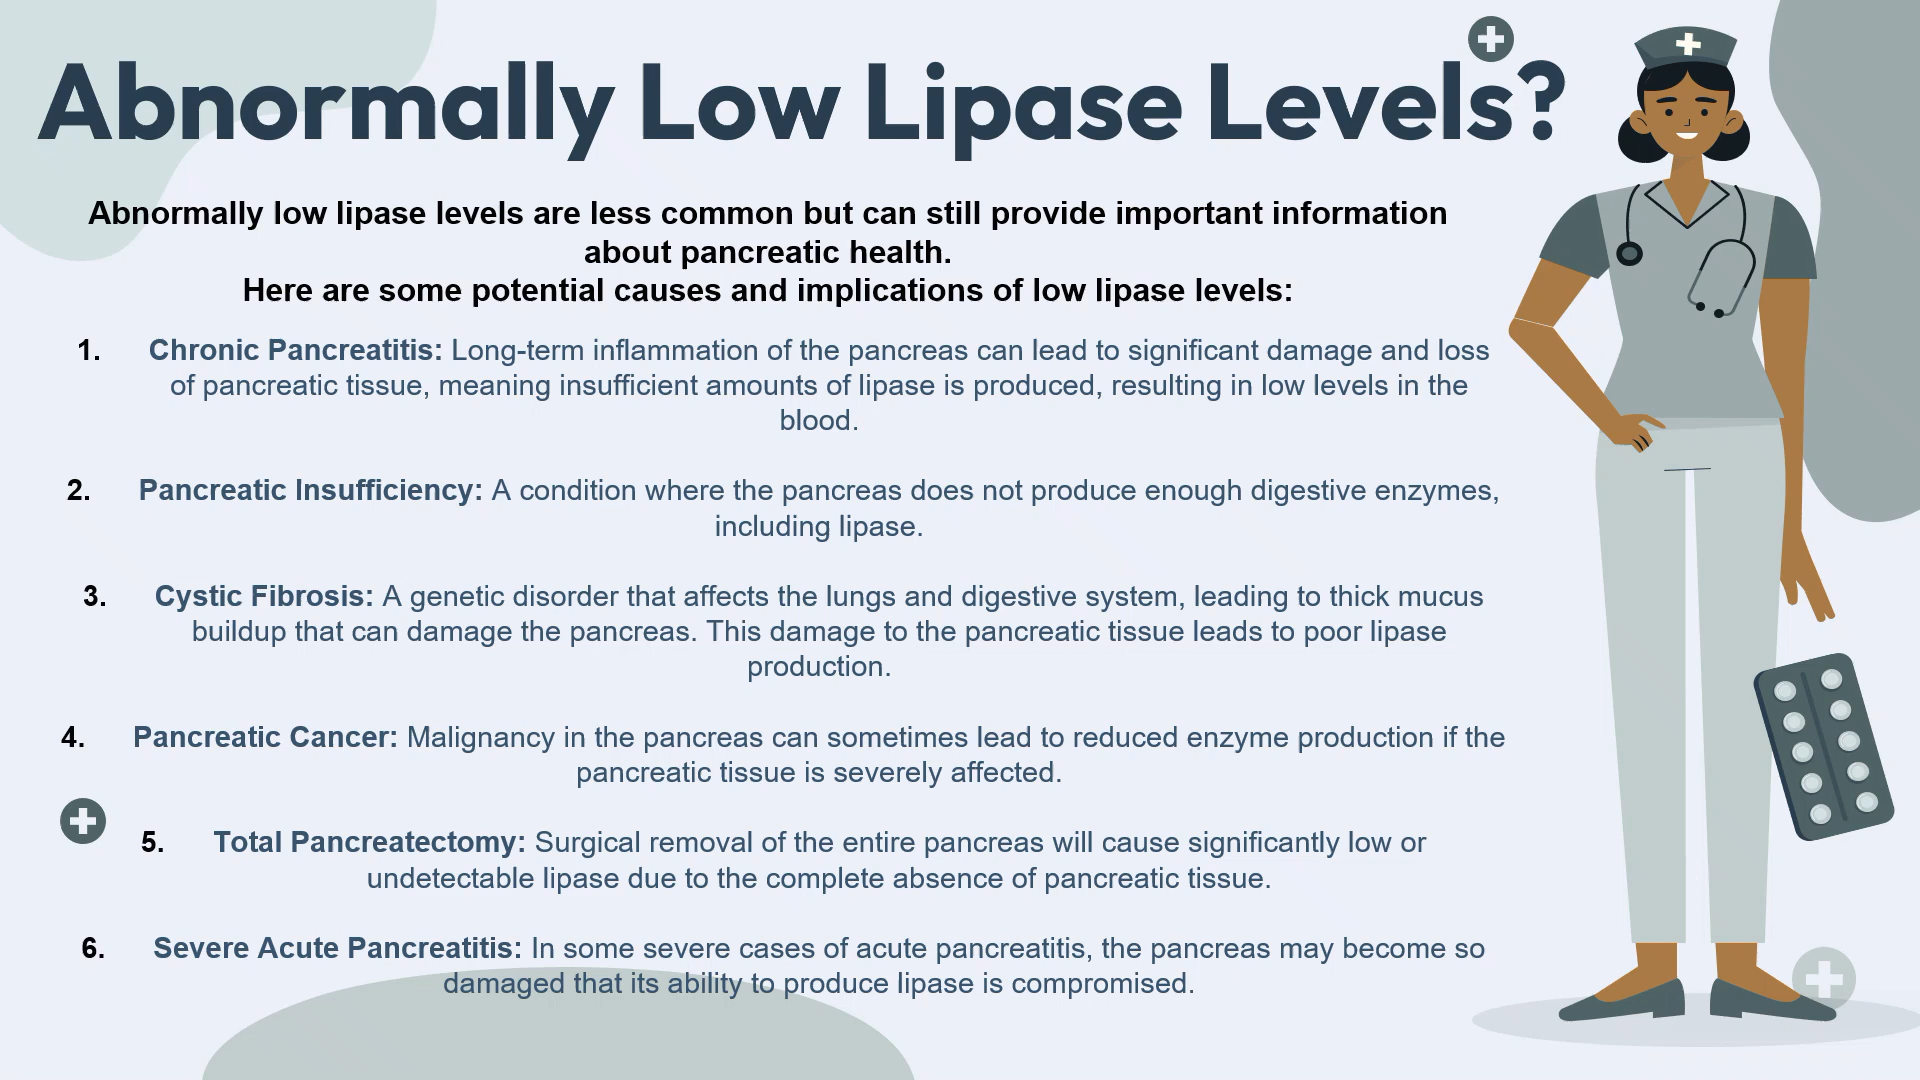 Abnormally Low Lipase Levels?
Abnormally low lipase levels are less common but can still provide important information
about pancreatic health.
Here are some potential causes and implications of low lipase levels:
1. Chronic Pancreatitis: Long-term inflammation of the pancreas can lead to significant damage and loss
of pancreatic tissue, meaning insufficient amounts of lipase is produced, resulting in low levels in the
blood.
2. Pancreatic Insufficiency: A condition where the pancreas does not produce enough digestive enzymes,
including lipase.
3. Cystic Fibrosis: A genetic disorder that affects the lungs and digestive system, leading to thick mucus
buildup that can damage the pancreas. This damage to the pancreatic tissue leads to poor lipase
production.
4. Pancreatic Cancer: Malignancy in the pancreas can sometimes lead to reduced enzyme production if the
pancreatic tissue is severely affected.
5. Total Pancreatectomy: Surgical removal of the entire pancreas will cause significantly low or
undetectable lipase due to the complete absence of pancreatic tissue.
6. Severe Acute Pancreatitis: In some severe cases of acute pancreatitis, the pancreas may become so
damaged that its ability to produce lipase is compromised.